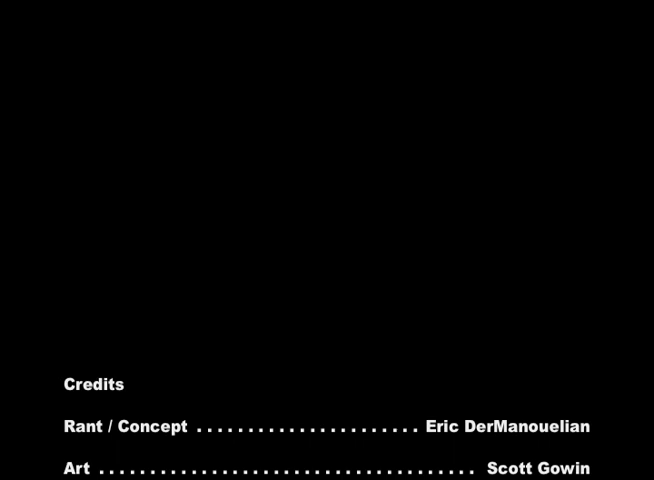 Credits
Rant / Concept . . . . . . . . . . . . . . . . . . . . . . . Eric DerManouelian
Art . . . . . . . . . . . . . . . . . . . . . . . . . . . . . . . . . . . . . . Scott Gowin